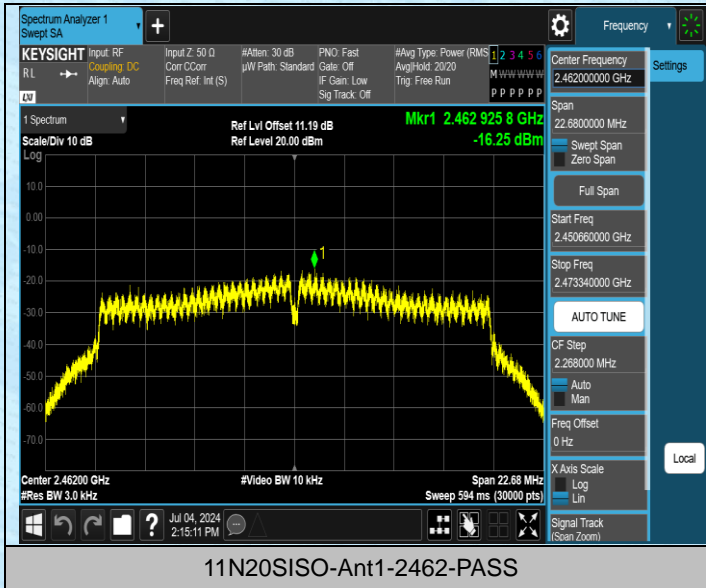 Spectrum Analyzer 1
Swept SA
+
Frequency
KEYSIGHT
RL
LXI
Input: RF
Coupling: DC
Align: Auto
Input Z: 50 Ω
Corr CCorr
Freq Ref: Int (S)
#Atten: 30 dB
µW Path: Standard
PNO: Fast
Gate: Off
IF Gain: Low
Sig Track: Off
#Avg Type: Power (RMS
Avg|Hold: 20/20
Trig: Free Run
1 2 3 4 5 6
M W W W W W
P P P P P P
1 Spectrum
Scale/Div 10 dB
Log
Ref Lvl Offset 11.19 dB
Ref Level 20.00 dBm
Mkr1 2.462 925 8 GHz
-16.25 dBm
10.0
0.00
-10.0
-20.0
-30.0
-40.0
-50.0
-60.0
-70.0
1
Center 2.46200 GHz
#Res BW 3.0 kHz
#Video BW 10 kHz
Span 22.68 MHz
Sweep 594 ms (30000 pts)
?
Jul 04, 2024
2:15:11 PM
Center Frequency
2.462000000 GHz
Settings
Span
22.6800000 MHz
Swept Span
Zero Span
Full Span
Start Freq
2.450660000 GHz
Stop Freq
2.473340000 GHz
AUTO TUNE
CF Step
2.268000 MHz
Auto
Man
Freq Offset
0 Hz
Local
X Axis Scale
Log
Lin
Signal Track
(Span Zoom)
11N20SISO-Ant1-2462-PASS